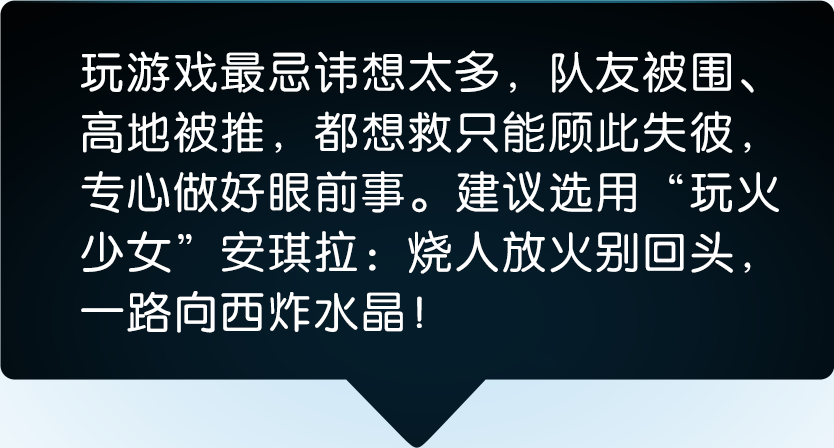 玩游戏最忌讳想太多，队友被围、
高地被推，都想救只能顾此失彼，
专心做好眼前事。建议选用“玩火
少女”安琪拉：烧人放火别回头，
一路向西炸水晶！